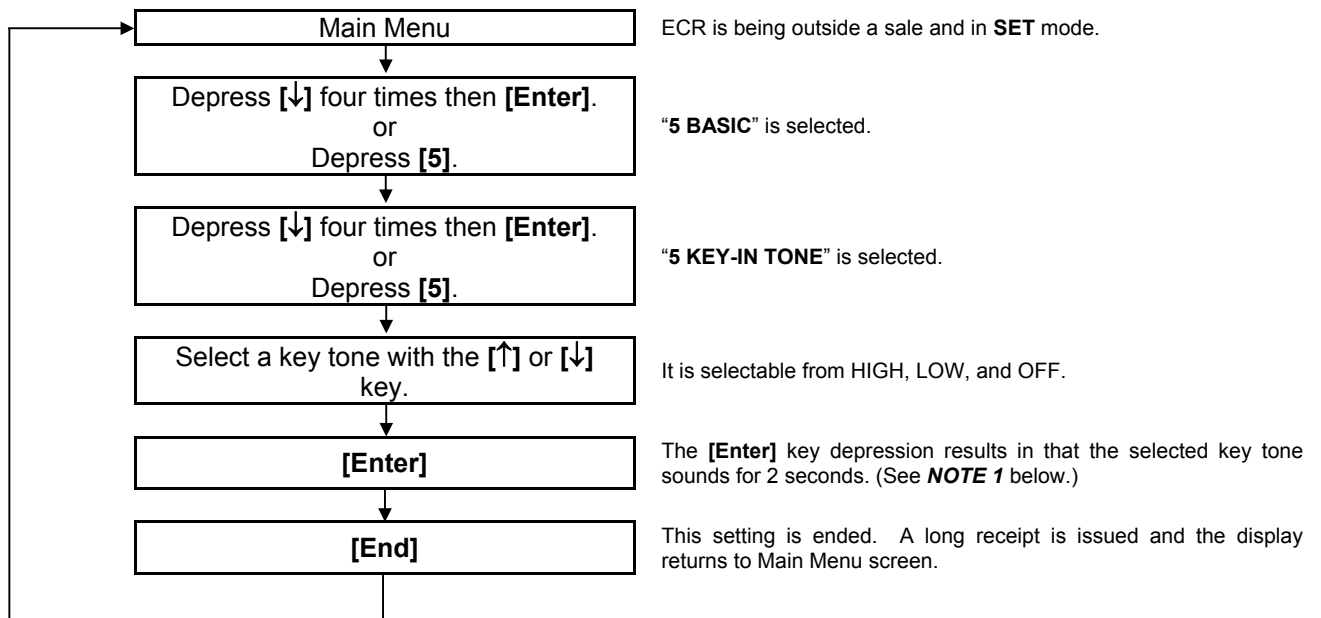 Main Menu
ECR is being outside a sale and in SET mode.
Depress [↓] four times then [Enter].
or
Depress [5].
“5 BASIC” is selected.
Depress [↓] four times then [Enter].
or
Depress [5].
“5 KEY-IN TONE” is selected.
Select a key tone with the [↑] or [↓]
key.
It is selectable from HIGH, LOW, and OFF.
[Enter]
The [Enter] key depression results in that the selected key tone
sounds for 2 seconds. (See NOTE 1 below.)
[End]
This setting is ended. A long receipt is issued and the display
returns to Main Menu screen.